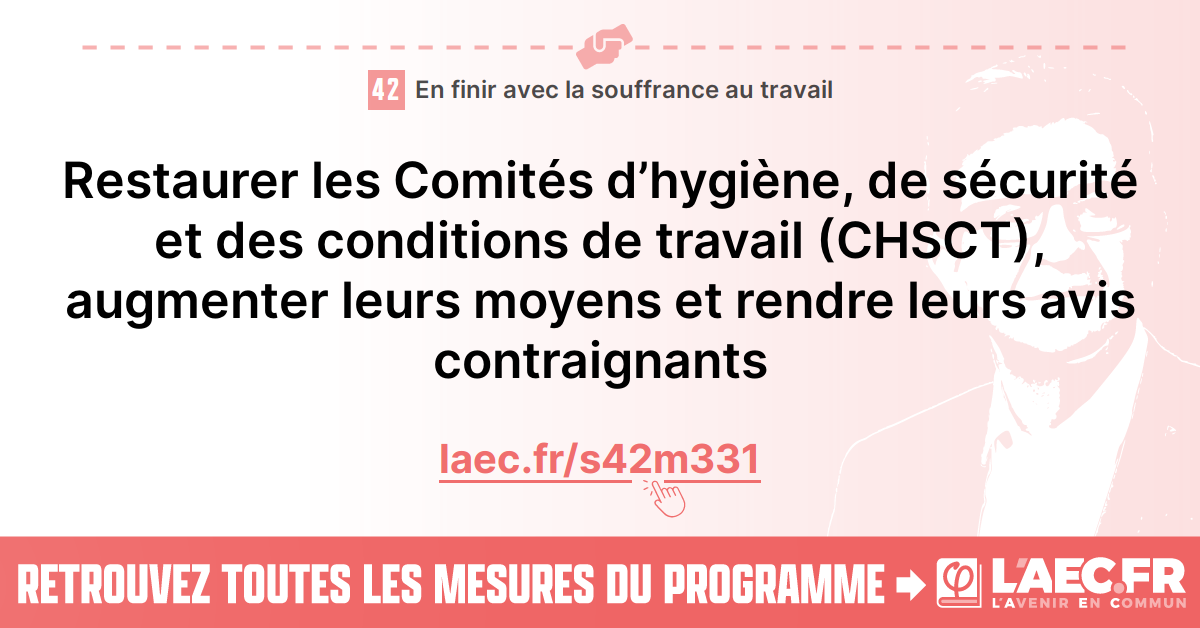 42 En finir avec la souffrance au travail
Restaurer les Comités d’hygiène, de sécurité
et des conditions de travail (CHSCT),
augmenter leurs moyens et rendre leurs avis
contraignants
laec.fr/s42m331
RETROUVEZ TOUTES LES MESURES DU PROGRAMME → φ L'AEC.FR
L'AVENIR EN COMMUN